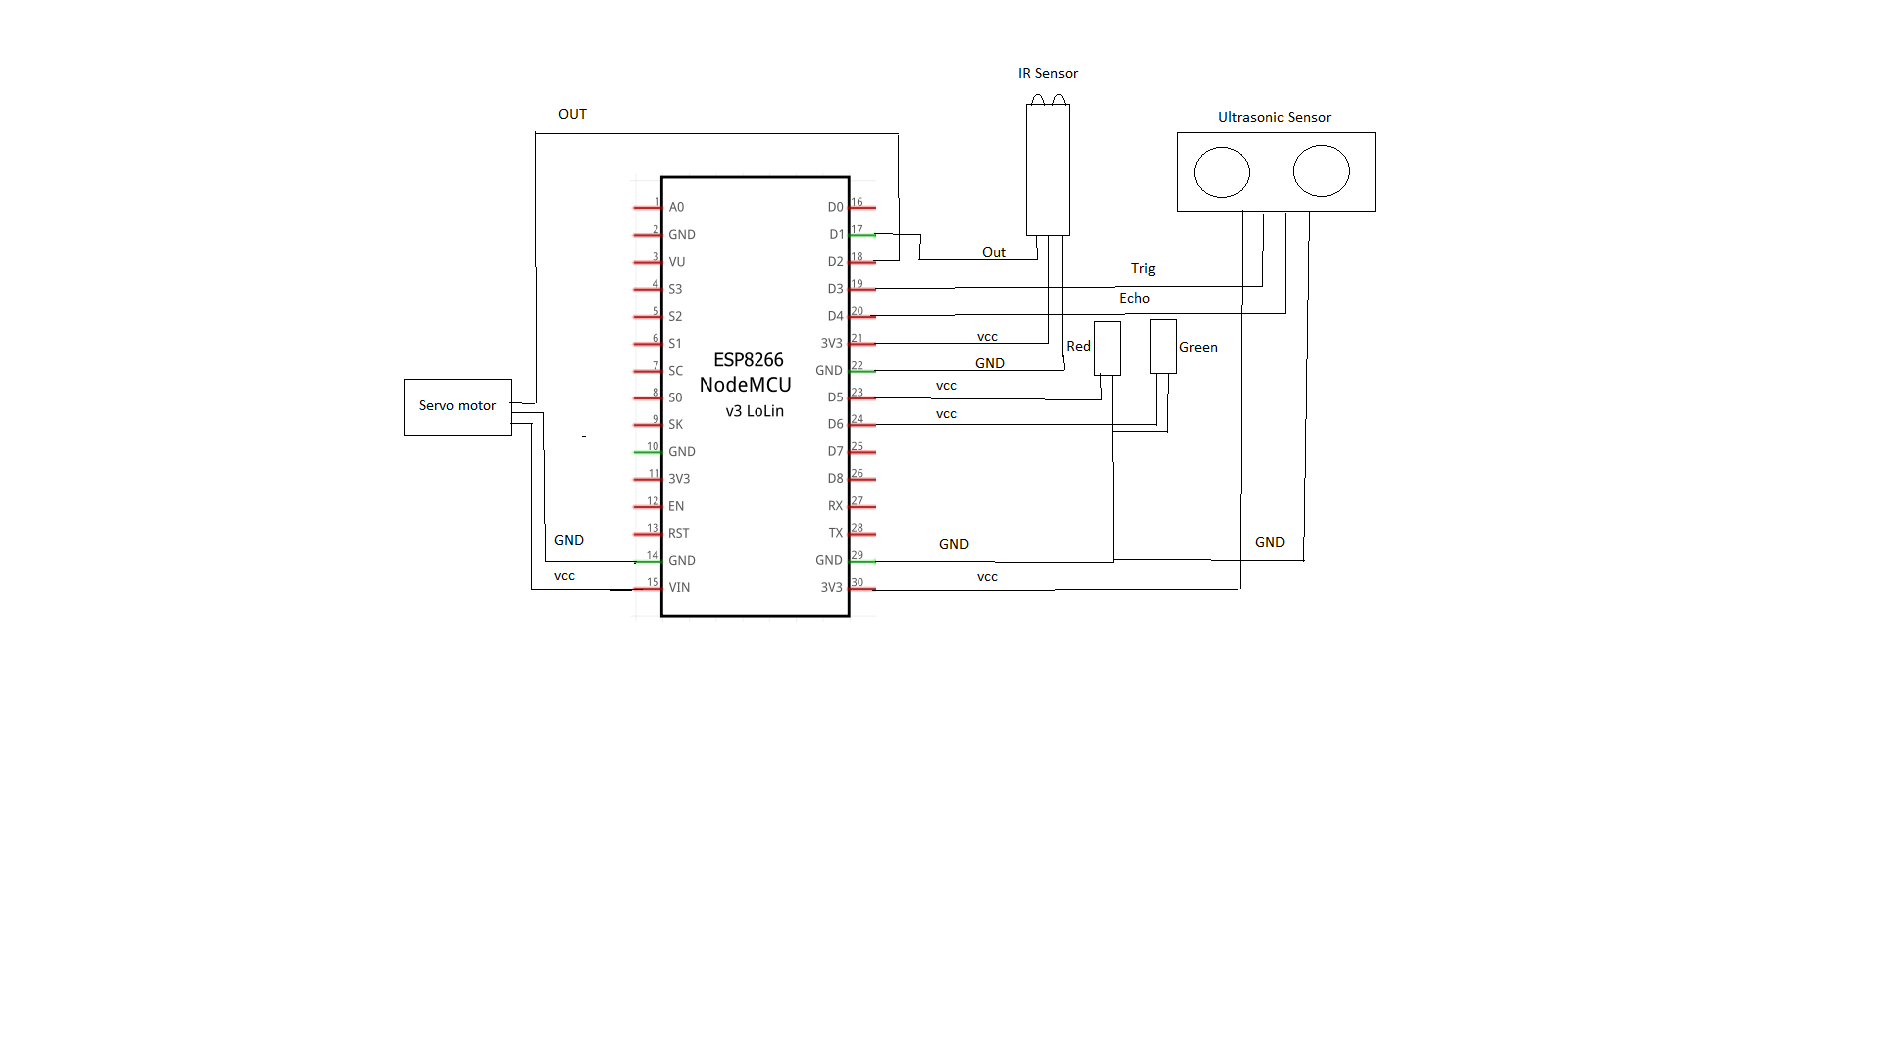 IR Sensor
OUT
Ultrasonic Sensor
1 A0 D0 16
2 GND D1 17
Out
3 VU D2 18
Trig
4 S3 D3 19
Echo
5 S2 D4 20
6 S1 3V3 21
vcc
Red
Green
ESP8266
7 SC GND 22
GND
NodeMCU
vcc
8 S0 D5 23
Servo motor
v3 LoLin
vcc
9 SK D6 24
10 GND D7 25
11 3V3 D8 26
12 EN RX 27
13 RST TX 28
GND
GND
GND
14 GND GND 29
vcc
vcc
15 VIN 3V3 30